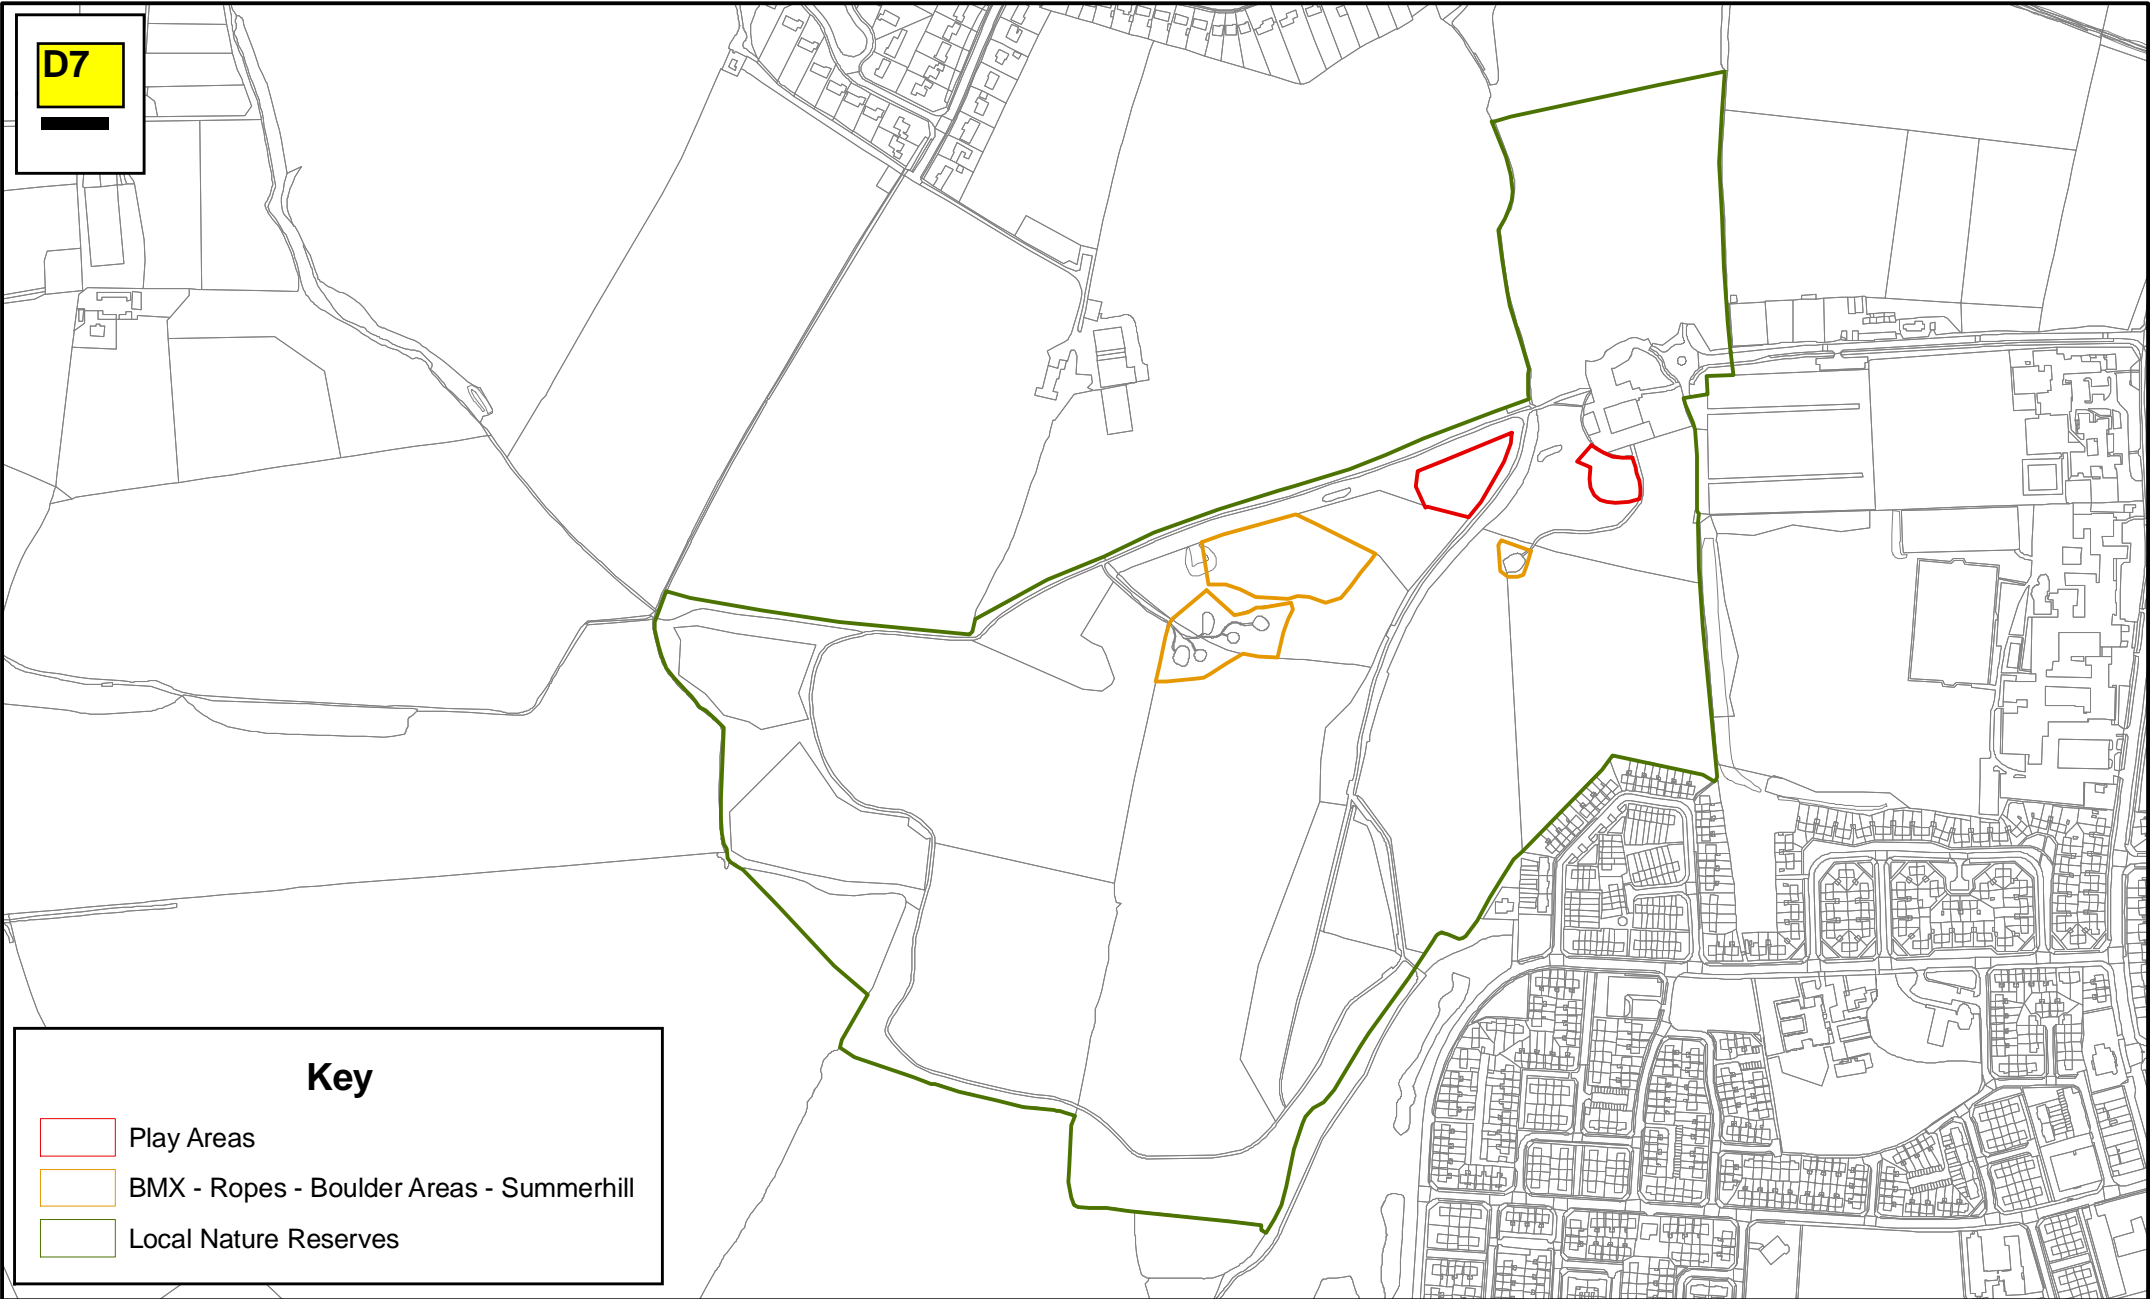 D7
Key
Play Areas
BMX - Ropes - Boulder Areas - Summerhill
Local Nature Reserves